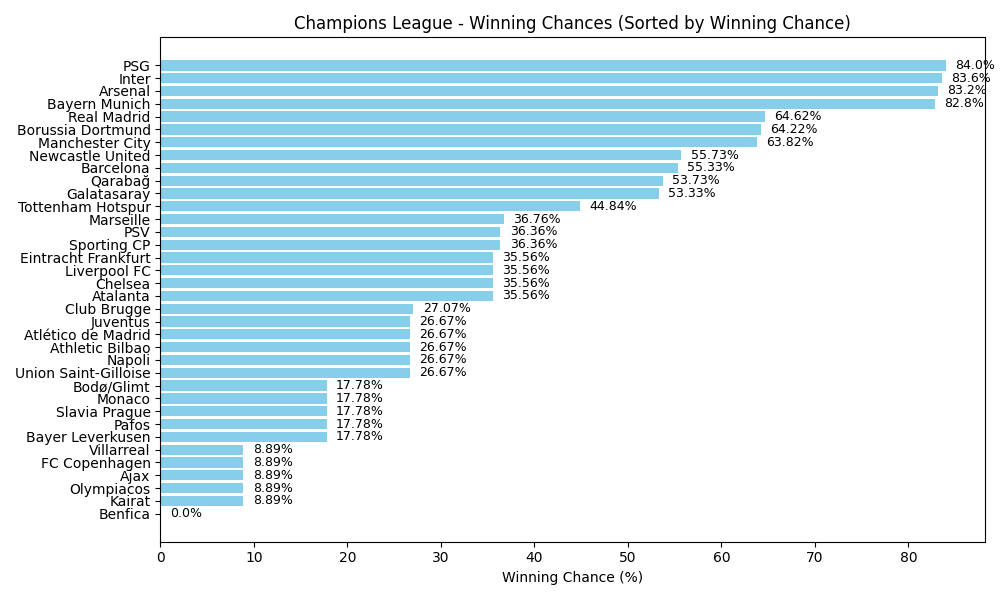 Champions League - Winning Chances (Sorted by Winning Chance)
PSG 84.0%
Inter 83.6%
Arsenal 83.2%
Bayern Munich 82.8%
Real Madrid 64.62%
Borussia Dortmund 64.22%
Manchester City 63.82%
Newcastle United 55.73%
Barcelona 55.33%
Qarabağ 53.73%
Galatasaray 53.33%
Tottenham Hotspur 44.84%
Marseille 36.76%
PSV 36.36%
Sporting CP 36.36%
Eintracht Frankfurt 35.56%
Liverpool FC 35.56%
Chelsea 35.56%
Atalanta 35.56%
Club Brugge 27.07%
Juventus 26.67%
Atlético de Madrid 26.67%
Athletic Bilbao 26.67%
Napoli 26.67%
Union Saint-Gilloise 26.67%
Bodø/Glimt 17.78%
Monaco 17.78%
Slavia Prague 17.78%
Pafos 17.78%
Bayer Leverkusen 17.78%
Villarreal 8.89%
FC Copenhagen 8.89%
Ajax 8.89%
Olympiacos 8.89%
Kairat 8.89%
Benfica 0.0%
0 10 20 30 40 50 60 70 80
Winning Chance (%)